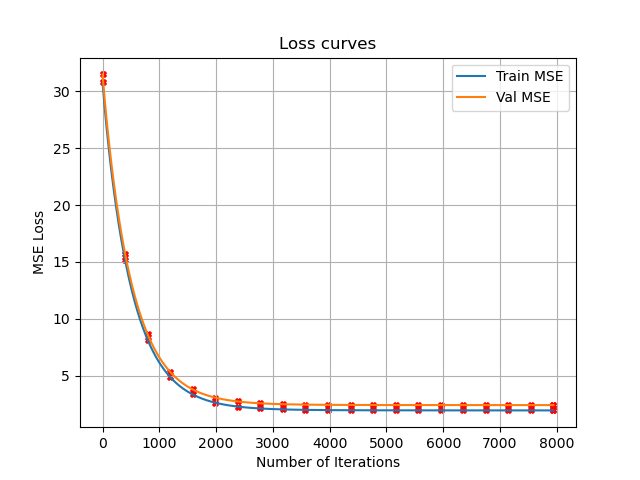 Loss curves
Train MSE
Val MSE
30
25
20
15
10
5
MSE Loss
0 1000 2000 3000 4000 5000 6000 7000 8000
Number of Iterations